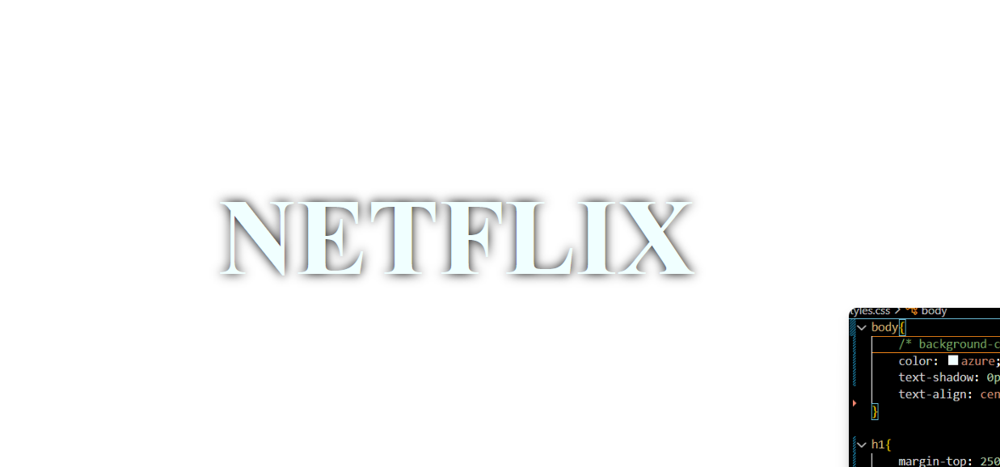 NETFLIX
tyles.css > body
body{
/* background-c
color: azure;
text-shadow: 0p
text-align: cen
}
h1{
margin-top: 250